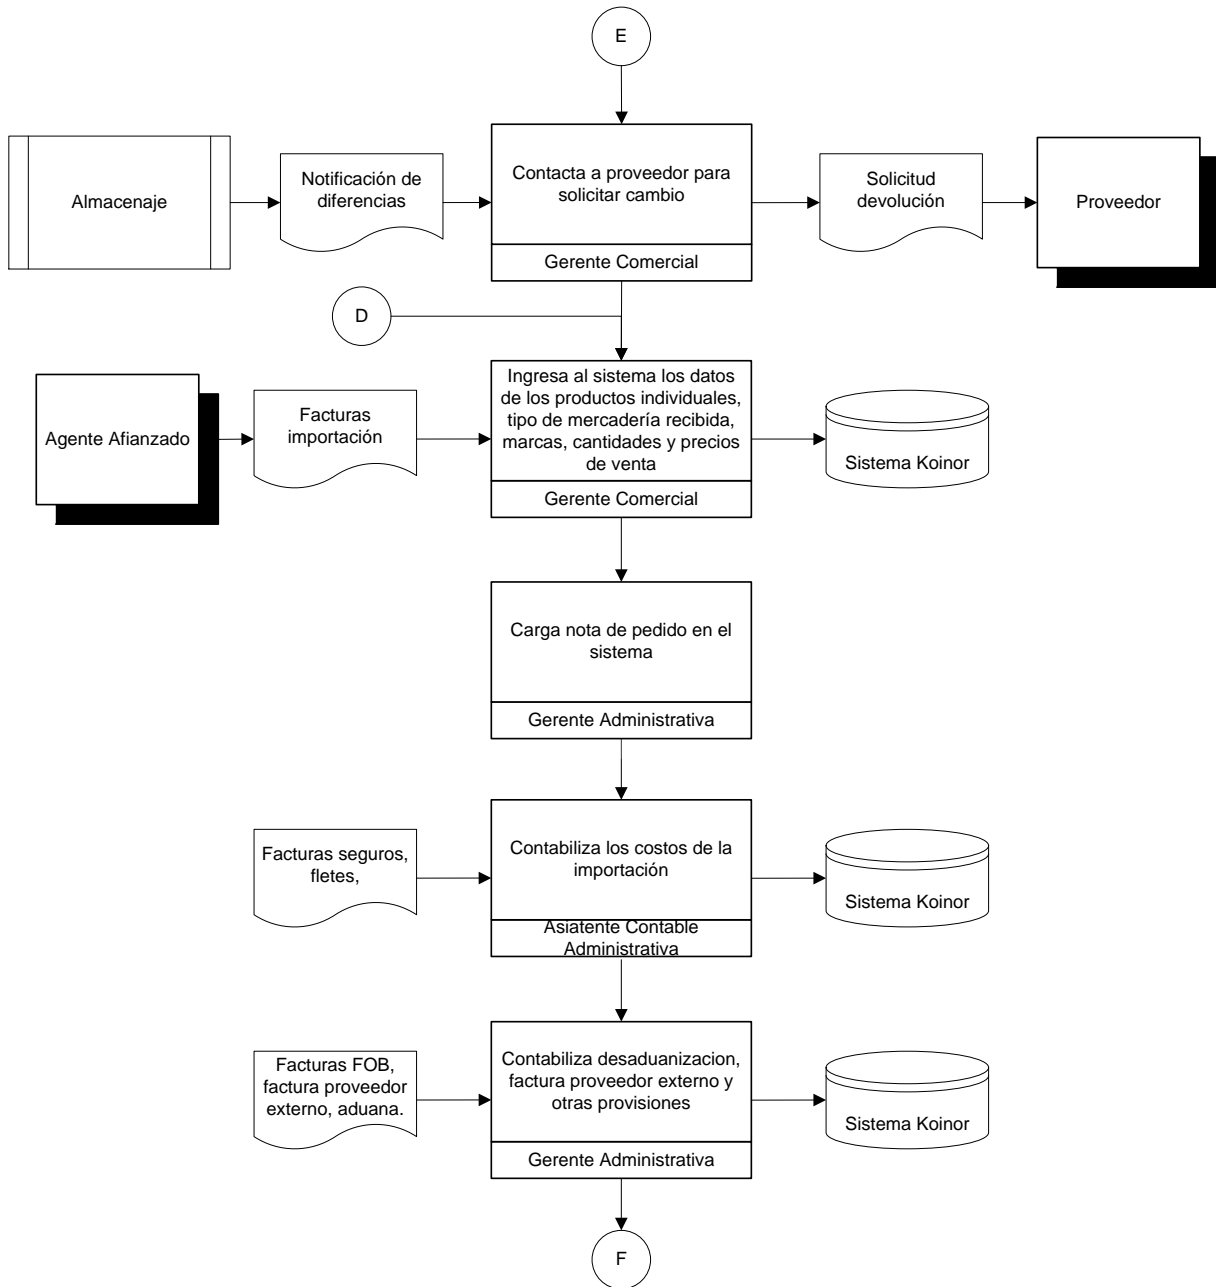 E
Almacenaje
Notificación de
diferencias
Contacta a proveedor para
solicitar cambio
Gerente Comercial
Solicitud
devolución
Proveedor
D
Agente Afianzado
Facturas
importación
Ingresa al sistema los datos
de los productos individuales,
tipo de mercadería recibida,
marcas, cantidades y precios
de venta
Gerente Comercial
Sistema Koinor
Carga nota de pedido en el
sistema
Gerente Administrativa
Facturas seguros,
fletes,
Contabiliza los costos de la
importación
Asiatente Contable
Administrativa
Sistema Koinor
Facturas FOB,
factura proveedor
externo, aduana.
Contabiliza desaduanizacion,
factura proveedor externo y
otras provisiones
Gerente Administrativa
Sistema Koinor
F